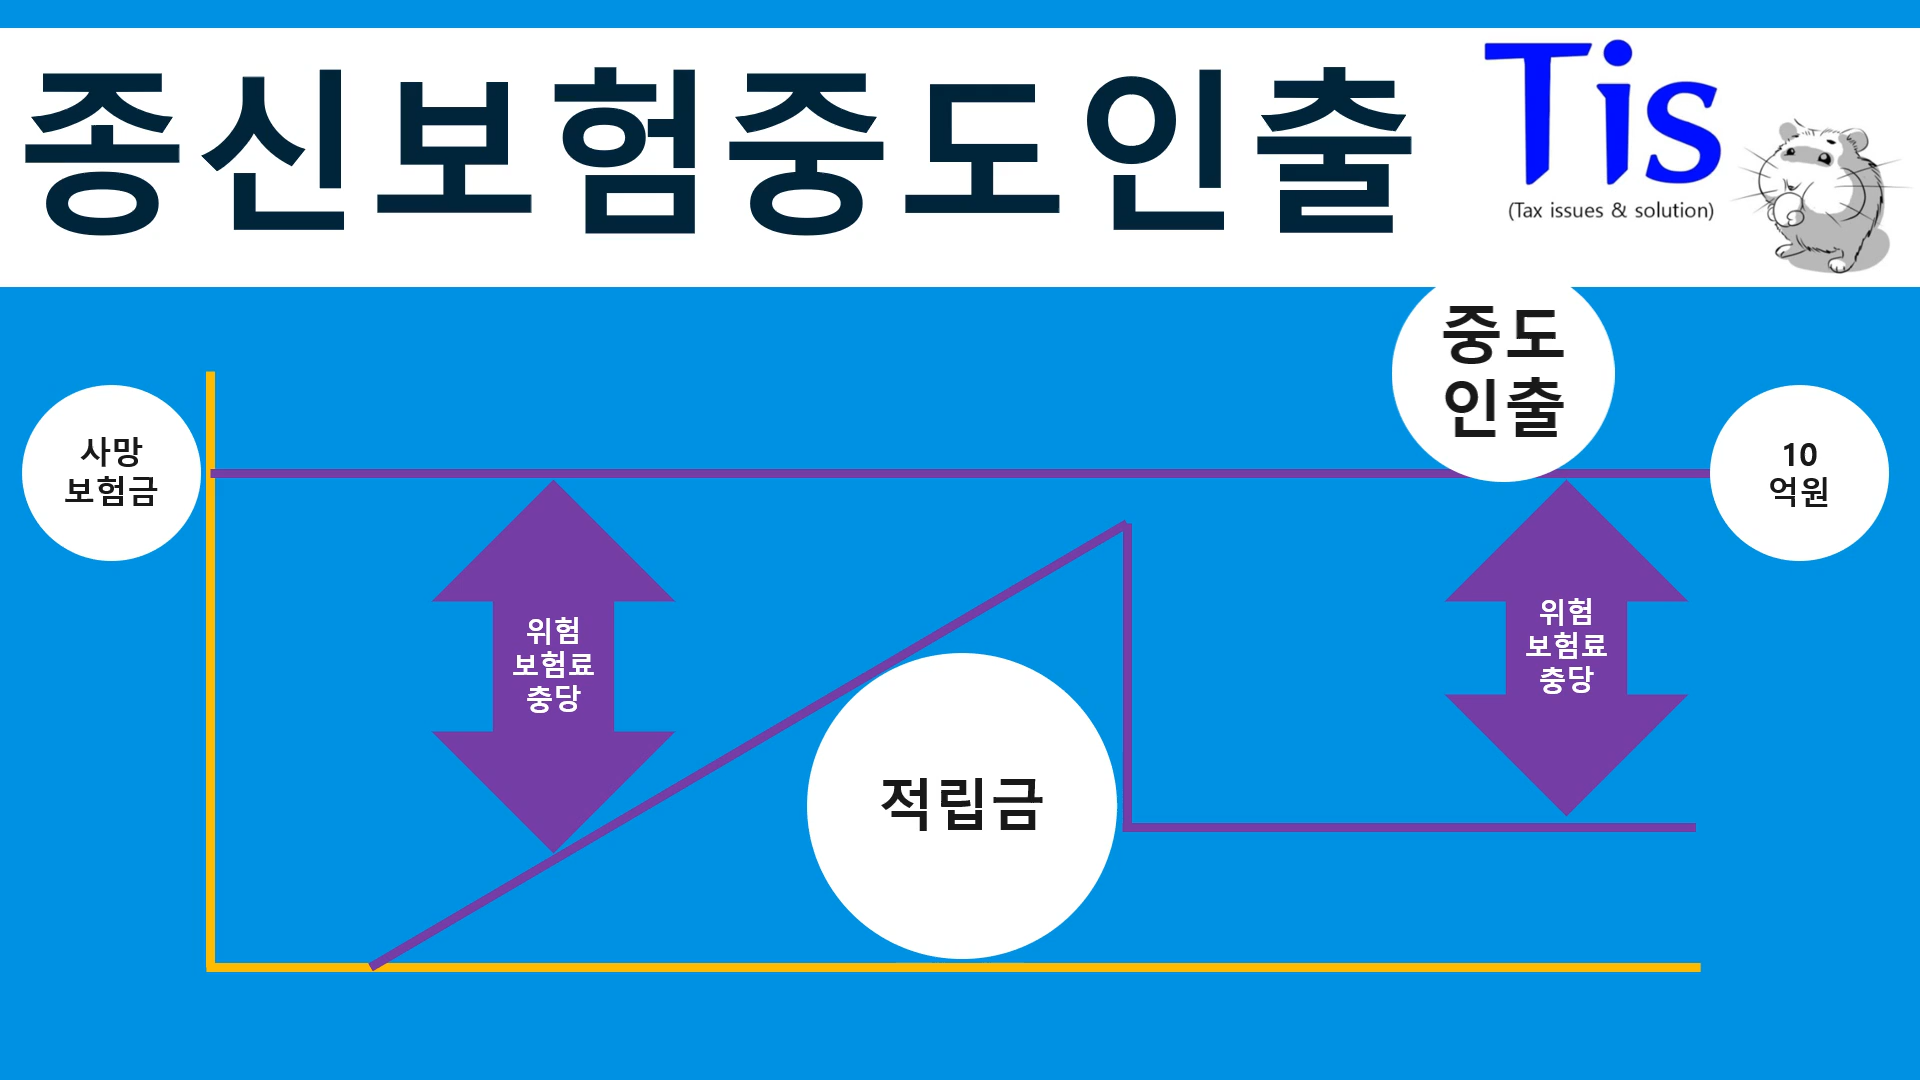 종신보험중도인출
Tis
(Tax issues & solution)
중도
인출
사망
보험금
10
억원
위험
보험료
충당
위험
보험료
충당
적립금